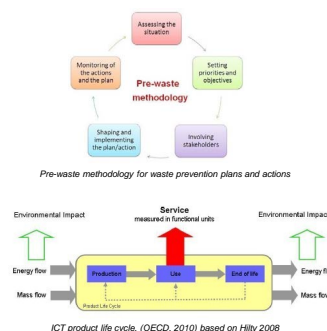 Assessing the
situation
Monitoring of
the actions
and the plan
Setting
priorities and
objectives
Pre-waste
methodology
Shaping and
implementing
the plan/action
Involving
stakeholders
Pre-waste methodology for waste prevention plans and actions
Service
measured in functional units
Environmental Impact
Environmental Impact
Energy flow
Production
Use
End of life
Energy fl
Mass flow
Mass flo
Product Life Cycle
ICT product life cycle. (OECD, 2010) based on Hilty 2008